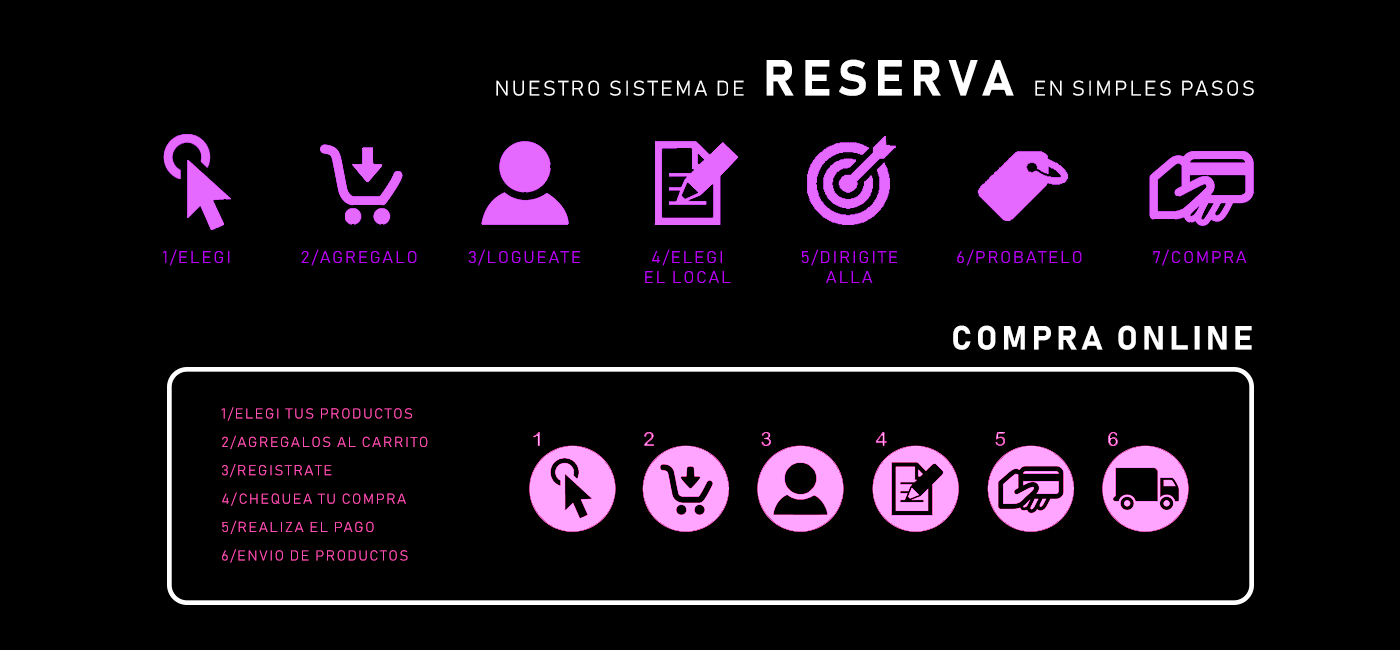 NUESTRO SISTEMA DE RESERVA EN SIMPLES PASOS
1/ELEGI
2/AGREGALO
3/LOGUEATE
4/ELEGI
EL LOCAL
5/DIRIGITE
ALLA
6/PROBATELO
7/COMPRA
COMPRA ONLINE
1/ELEGI TUS PRODUCTOS
2/AGREGALOS AL CARRITO
3/REGISTRATE
4/CHEQUEA TU COMPRA
5/REALIZA EL PAGO
6/ENVIO DE PRODUCTOS
1 2 3 4 5 6